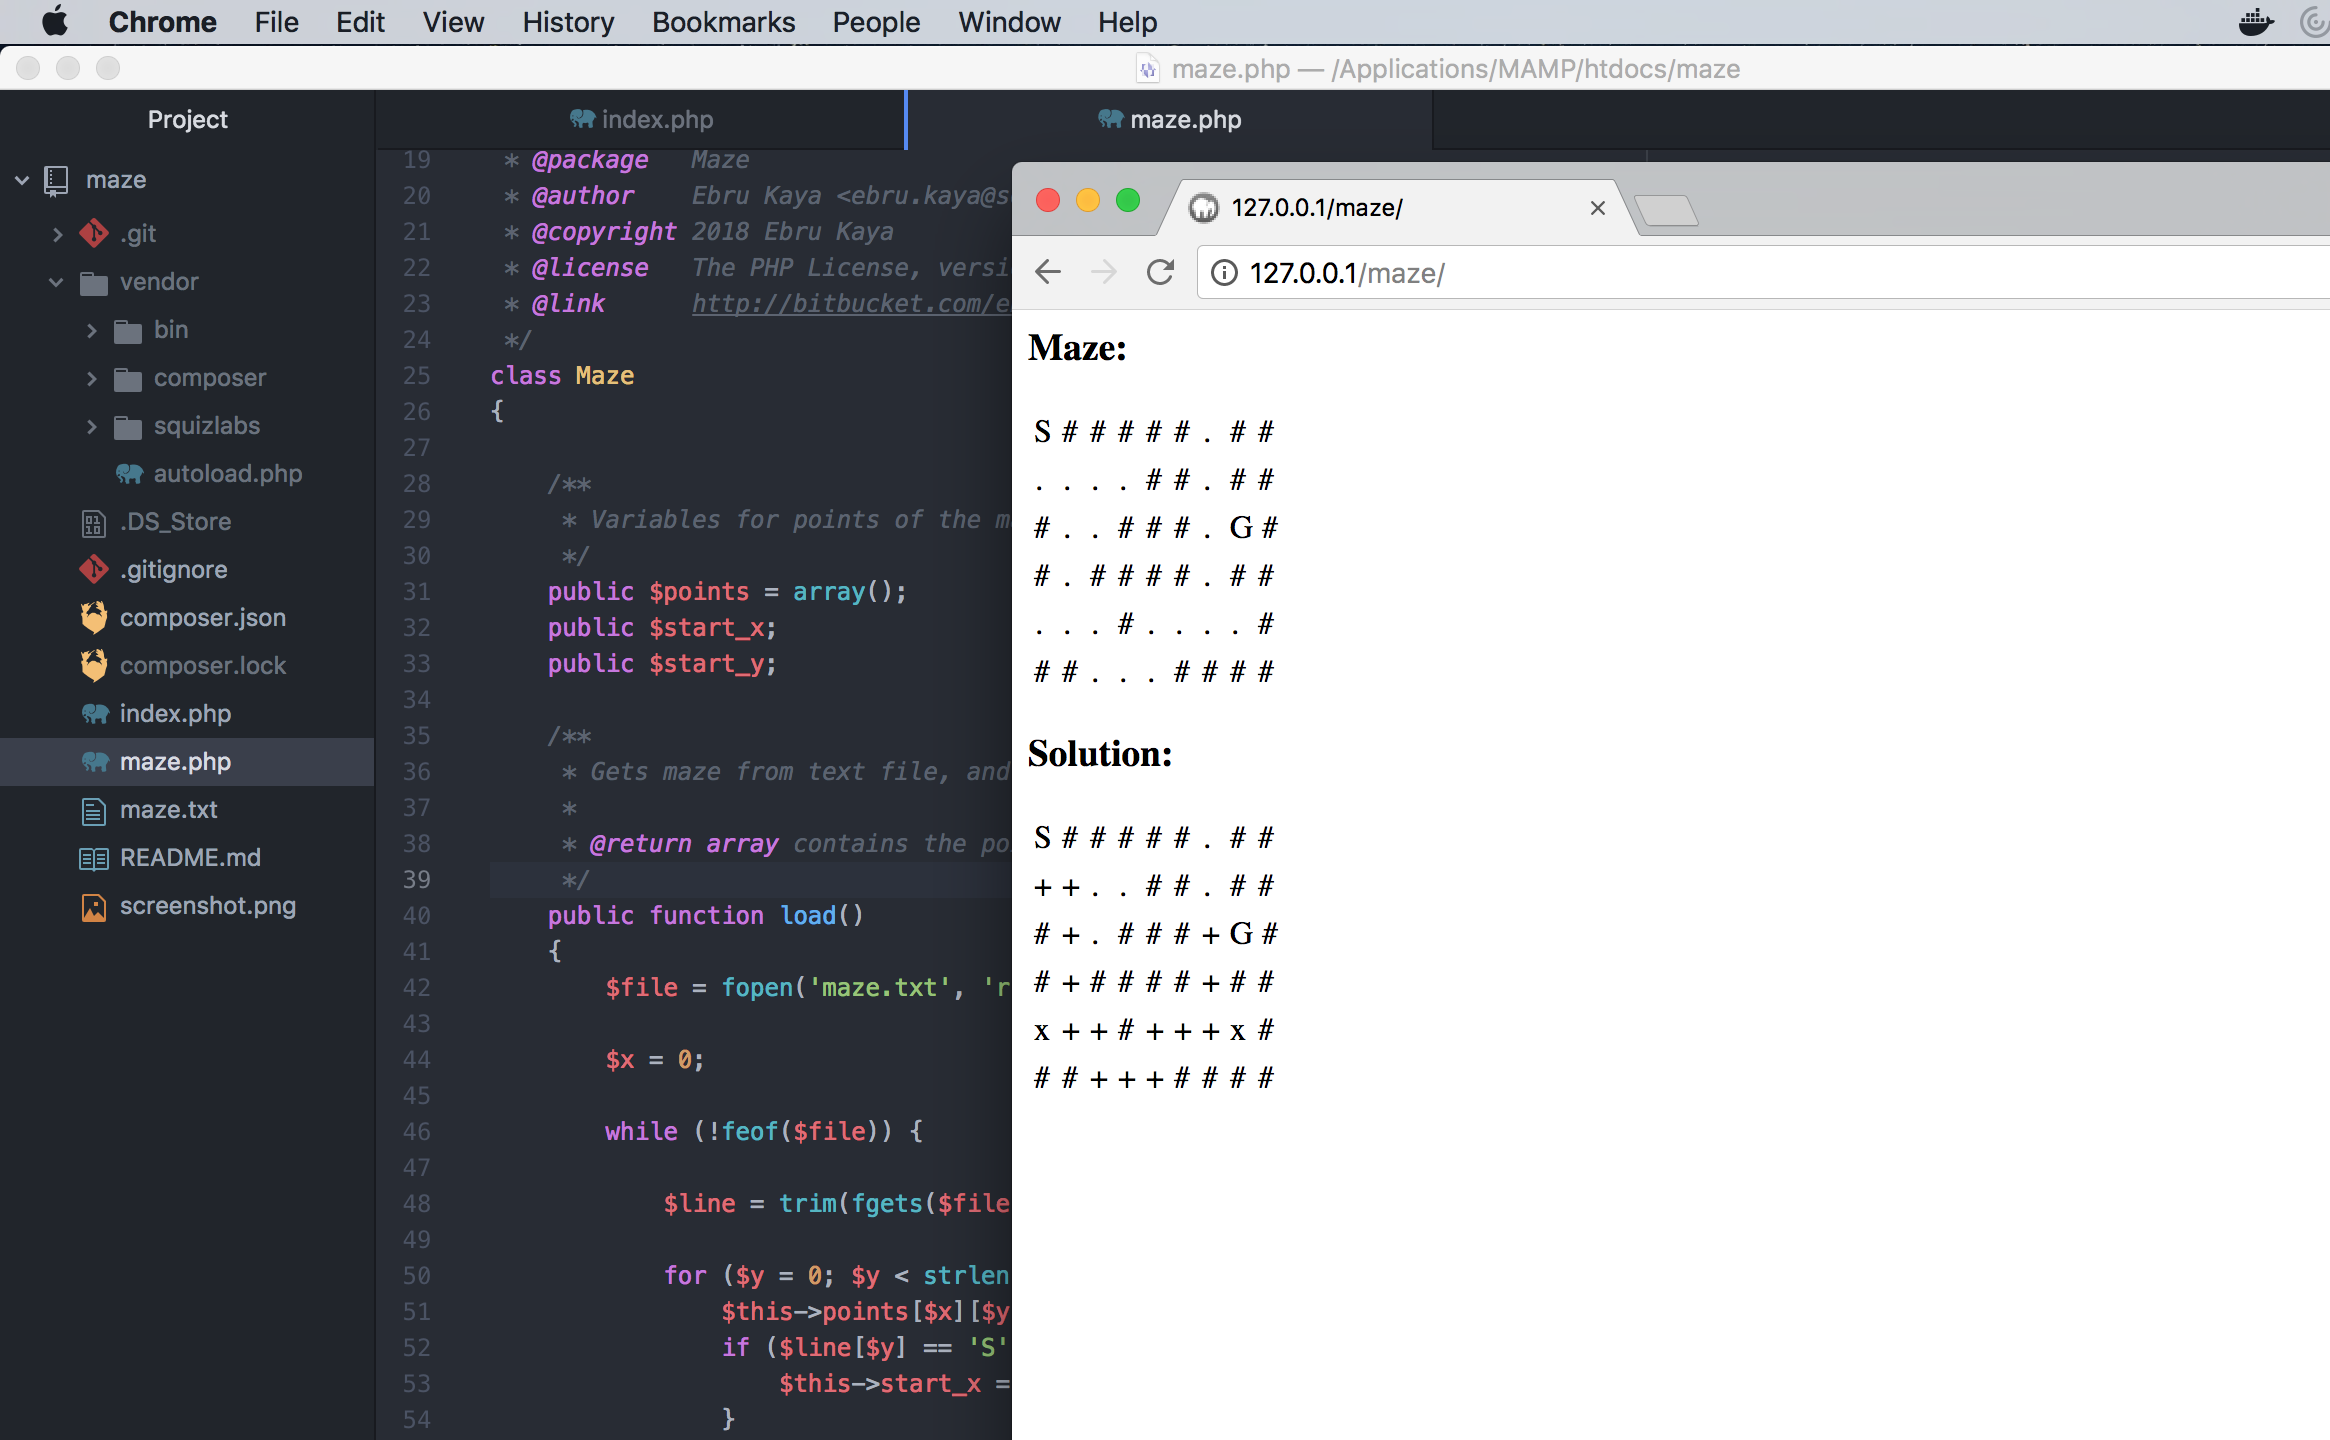 Chrome File Edit View History Bookmarks People Window Help
maze.php — /Applications/MAMP/htdocs/maze
Project
maze
.git
vendor
bin
composer
squizlabs
autoload.php
.DS_Store
.gitignore
composer.json
composer.lock
index.php
maze.php
maze.txt
README.md
screenshot.png
index.php
maze.php
19 * @package Maze
20 * @author Ebru Kaya <ebru.kaya@s
21 * @copyright 2018 Ebru Kaya
22 * @license The PHP License, versi
23 * @link http://bitbucket.com/e
24 */
25 class Maze
26 {
27
28 /**
29 * Variables for points of the m
30 */
31 public $points = array();
32 public $start_x;
33 public $start_y;
34
35 /**
36 * Gets maze from text file, and
37 *
38 * @return array contains the po
39 */
40 public function load()
41 {
42 $file = fopen('maze.txt', 'r
43
44 $x = 0;
45
46 while (!feof($file)) {
47
48 $line = trim(fgets($file
49
50 for ($y = 0; $y < strlen
51 $this->points[$x][$y
52 if ($line[$y] == 'S'
53 $this->start_x =
54 }
127.0.0.1/maze/
127.0.0.1/maze/
Maze:
S # # # # # . # #
. . . . # # . # #
# . . # # # . G #
# . # # # # . # #
. . . # . . . . #
# # . . . # # # #
Solution:
S # # # # # . # #
+ + . . # # . # #
# + . # # # + G #
# + # # # # + # #
x + + # + + + x #
# # + + + # # # #